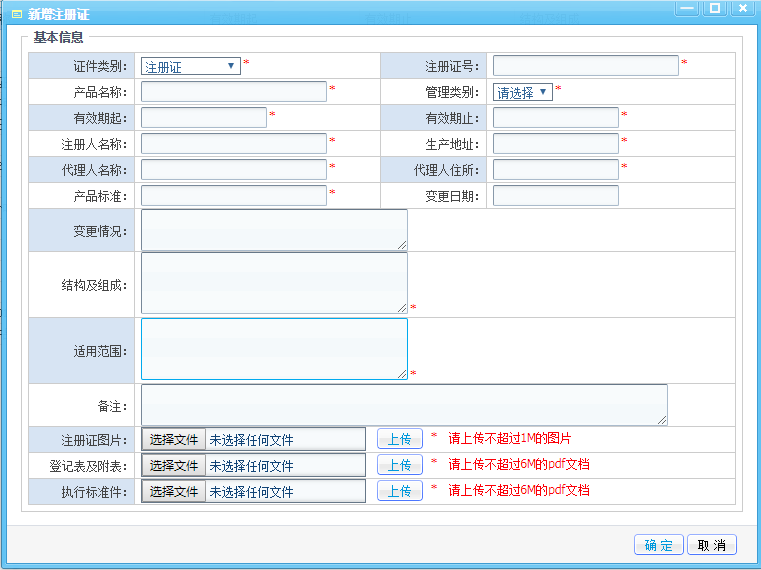 新增注册证
基本信息
证件类别: 注册证 * 注册证号: *
产品名称: * 管理类别: 请选择 *
有效期起: * 有效期止: *
注册人名称: * 生产地址: *
代理人名称: * 代理人住所: *
产品标准: * 变更日期:
变更情况:
结构及组成: *
适用范围: *
备注:
注册证图片: 选择文件 未选择任何文件 上传 * 请上传不超过1M的图片
登记表及附表: 选择文件 未选择任何文件 上传 * 请上传不超过6M的pdf文档
执行标准件: 选择文件 未选择任何文件 上传 * 请上传不超过6M的pdf文档
确定 取消